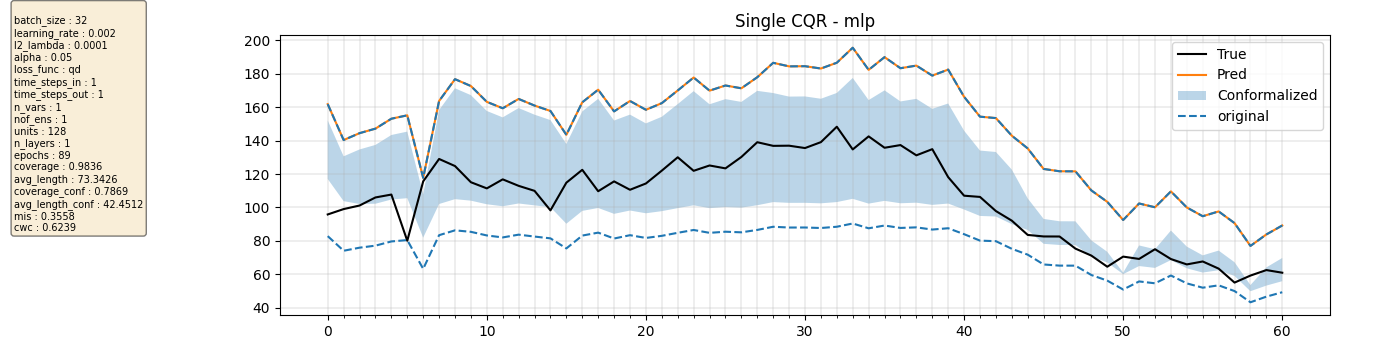 batch_size : 32
learning_rate : 0.002
l2_lambda : 0.0001
alpha : 0.05
loss_func : qd
time_steps_in : 1
time_steps_out : 1
n_vars : 1
nof_ens : 1
units : 128
n_layers : 1
epochs : 89
coverage : 0.9836
avg_length : 73.3426
coverage_conf : 0.7869
avg_length_conf : 42.4512
mis : 0.3558
cwc : 0.6239
Single CQR - mlp
200
180
160
140
120
100
80
60
40
0 10 20 30 40 50 60
True
Pred
Conformalized
original